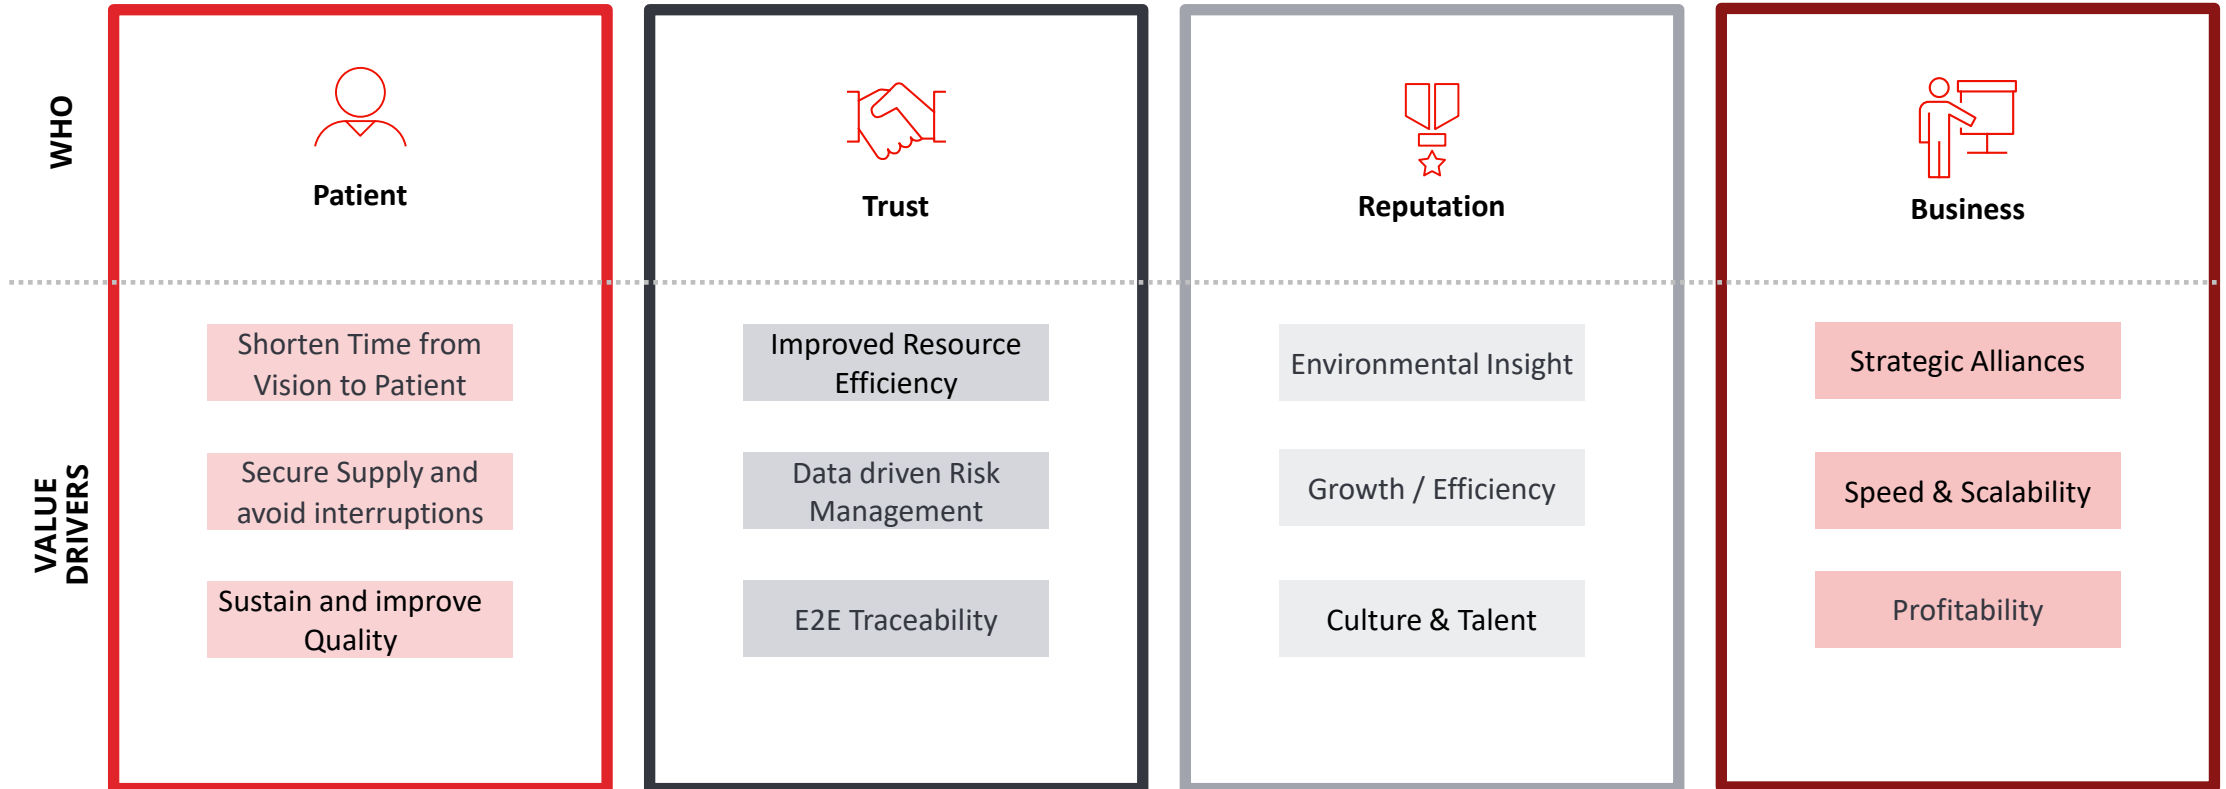 WHO
Patient
Trust
Reputation
Business
VALUE
DRIVERS
Shorten Time from
Vision to Patient
Secure Supply and
avoid interruptions
Sustain and improve
Quality
Improved Resource
Efficiency
Data driven Risk
Management
E2E Traceability
Environmental Insight
Growth / Efficiency
Culture & Talent
Strategic Alliances
Speed & Scalability
Profitability